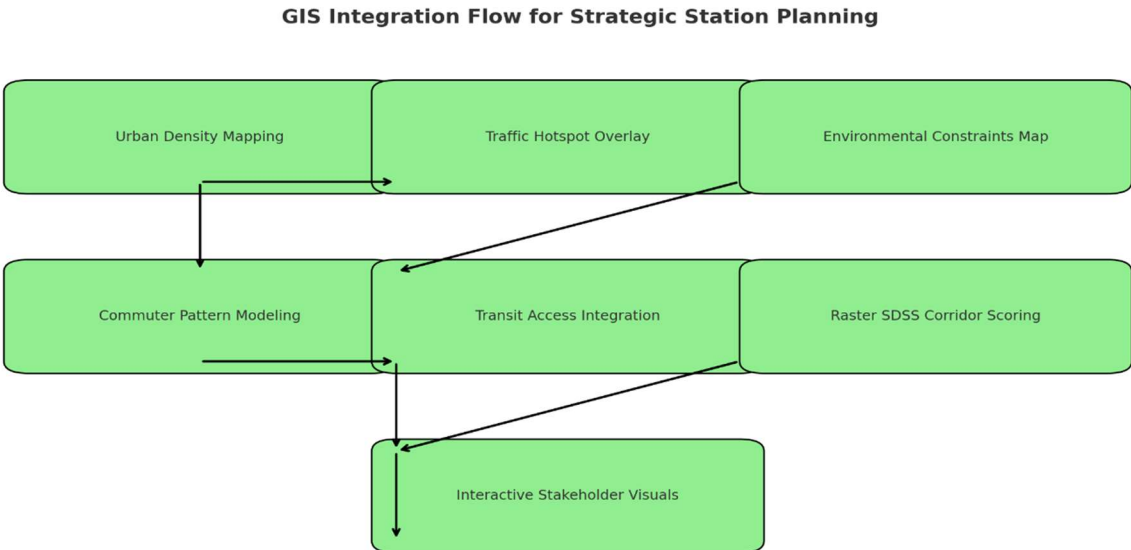 GIS Integration Flow for Strategic Station Planning
Urban Density Mapping
Traffic Hotspot Overlay
Environmental Constraints Map
Commuter Pattern Modeling
Transit Access Integration
Raster SDSS Corridor Scoring
Interactive Stakeholder Visuals